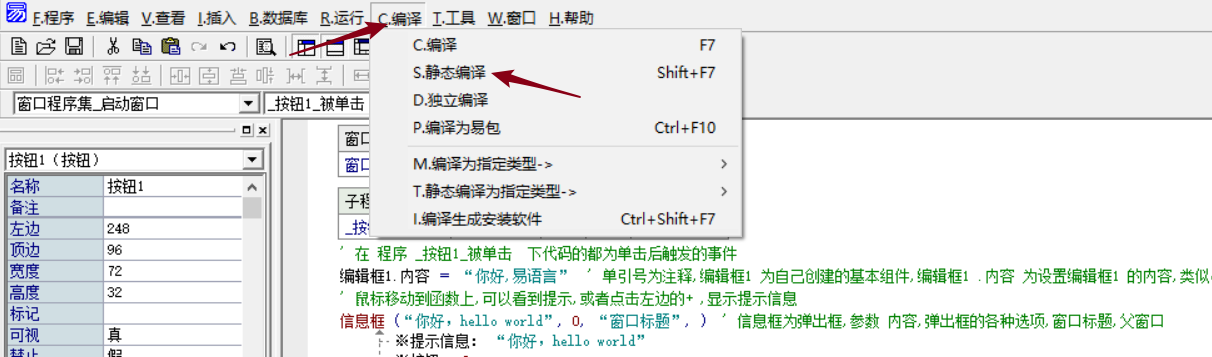 F.程序 E.编辑 V.查看 I.插入 B.数据库 R.运行 C.编译 T.工具 W.窗口 H.帮助
C.编译 F7
S.静态编译 Shift+F7
D.独立编译
P.编译为易包 Ctrl+F10
M.编译为指定类型->
T.静态编译为指定类型->
I.编译生成安装软件 Ctrl+Shift+F7
窗口程序集_启动窗口 _按钮1_被单击
按钮1（按钮）
名称 按钮1
备注
左边 248
顶边 96
宽度 72
高度 32
标记
可视 真
禁止 假
窗口
窗口
子程
_按钮
' 在 程序 _按钮1_被单击 下代码的都为单击后触发的事件
编辑框1.内容 ＝ “你好,易语言” ' 单引号为注释,编辑框1 为自己创建的基本组件,编辑框1 .内容 为设置编辑框1 的内容,类似
' 鼠标移动到函数上,可以看到提示,或者点击左边的+ ,显示提示信息
信息框 (“你好，hello world”, 0, “窗口标题”, ) ' 信息框为弹出框,参数 内容,弹出框的各种选项,窗口标题,父窗口
※提示信息： “你好，hello world”